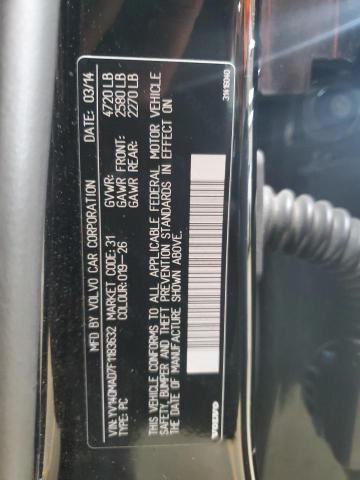 MFD BY VOLVO CAR CORPORATION DATE: 03/14
GVWR: 4720 LB
GAWR FRONT: 2580 LB
GAWR REAR: 2270 LB
VIN: YV140MAD7F1183632 MARKET CODE: 31
TYPE: PC COLOUR: 019-26
THIS VEHICLE CONFORMS TO ALL APPLICABLE FEDERAL MOTOR VEHICLE
SAFETY, BUMPER AND THEFT PREVENTION STANDARDS IN EFFECT ON
THE DATE OF MANUFACTURE SHOWN ABOVE.
VOLVO
31416040